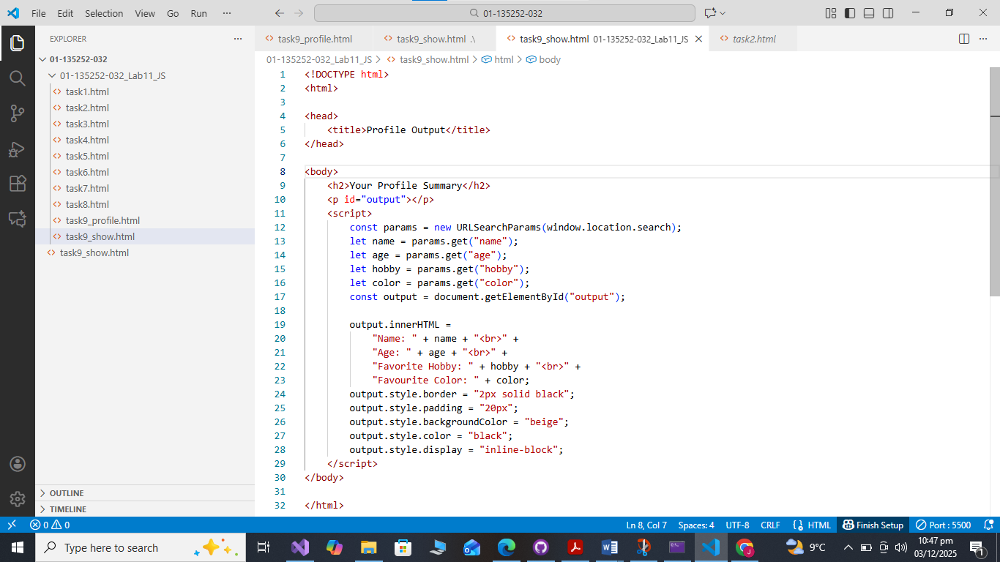 File Edit Selection View Go Run ··· 01-135252-032
EXPLORER ···
01-135252-032
01-135252-032_Lab11_JS
task1.html
task2.html
task3.html
task4.html
task5.html
task6.html
task7.html
task8.html
task9_profile.html
task9_show.html
task9_show.html
OUTLINE
TIMELINE
task9_profile.html task9_show.html .\ task9_show.html 01-135252-032_Lab11_JS task2.html
01-135252-032_Lab11_JS > task9_show.html > html > body
1 <!DOCTYPE html>
2 <html>
3
4 <head>
5 <title>Profile Output</title>
6 </head>
7
8 <body>
9 <h2>Your Profile Summary</h2>
10 <p id="output"></p>
11 <script>
12 const params = new URLSearchParams(window.location.search);
13 let name = params.get("name");
14 let age = params.get("age");
15 let hobby = params.get("hobby");
16 let color = params.get("color");
17 const output = document.getElementById("output");
18
19 output.innerHTML =
20 "Name: " + name + "<br>" +
21 "Age: " + age + "<br>" +
22 "Favorite Hobby: " + hobby + "<br>" +
23 "Favourite Color: " + color;
24 output.style.border = "2px solid black";
25 output.style.padding = "20px";
26 output.style.backgroundColor = "beige";
27 output.style.color = "black";
28 output.style.display = "inline-block";
29 </script>
30 </body>
31
32 </html>
0 0 Ln 8, Col 7 Spaces: 4 UTF-8 CRLF {} HTML Finish Setup Port : 5500
Type here to search 9°C 10:47 pm
03/12/2025 1